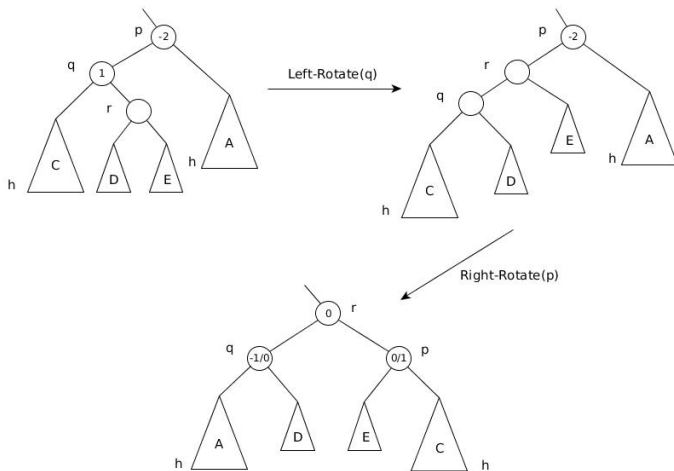 p
-2
q
1
r
C
D
E
A
h
h
Left-Rotate(q)
p
-2
r
q
E
A
C
D
h
h
Right-Rotate(p)
0
r
q
-1/0
0/1
p
A
D
E
C
h
h